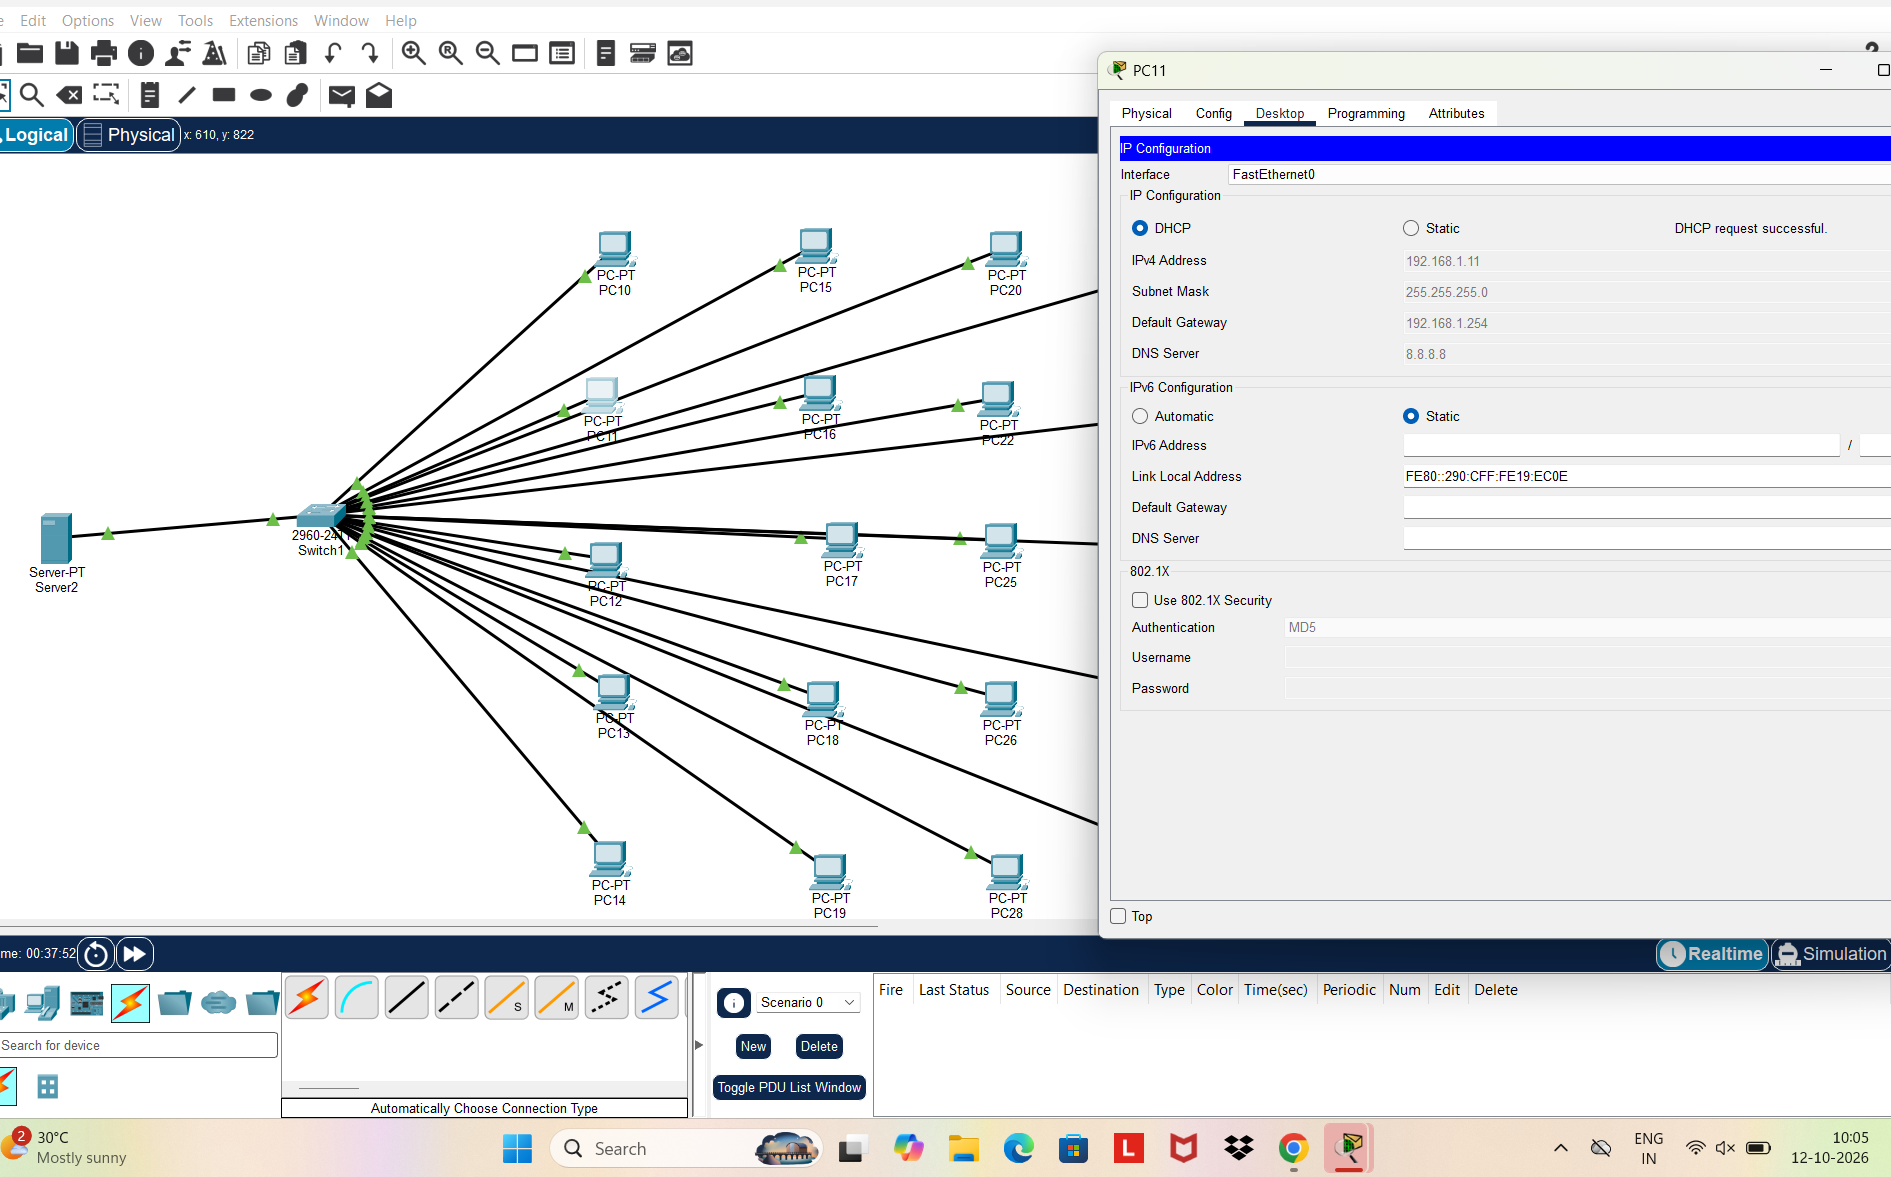 e Edit Options View Tools Extensions Window Help
Logical Physical x: 610, y: 822
PC-PT
PC10
PC-PT
PC15
PC-PT
PC20
PC-PT
PC11
PC-PT
PC16
PC-PT
PC22
Server-PT
Server2
Switch1
PC-PT
PC12
PC-PT
PC17
PC-PT
PC25
PC-PT
PC13
PC-PT
PC18
PC-PT
PC26
PC-PT
PC14
PC-PT
PC19
PC-PT
PC28
?
PC11
Physical Config Desktop Programming Attributes
IP Configuration
Interface FastEthernet0
IP Configuration
DHCP Static DHCP request successful.
IPv4 Address 192.168.1.11
Subnet Mask 255.255.255.0
Default Gateway 192.168.1.254
DNS Server 8.8.8.8
IPv6 Configuration
Automatic Static
IPv6 Address /
Link Local Address FE80::290:CFF:FE19:EC0E
Default Gateway
DNS Server
802.1X
Use 802.1X Security
Authentication MD5
Username
Password
Top
me: 00:37:52 Realtime Simulation
S M
Search for device
Automatically Choose Connection Type
Scenario 0
New Delete
Toggle PDU List Window
Fire Last Status Source Destination Type Color Time(sec) Periodic Num Edit Delete
2
30°C
Mostly sunny
Search
L
ENG
IN
10:05
12-10-2026